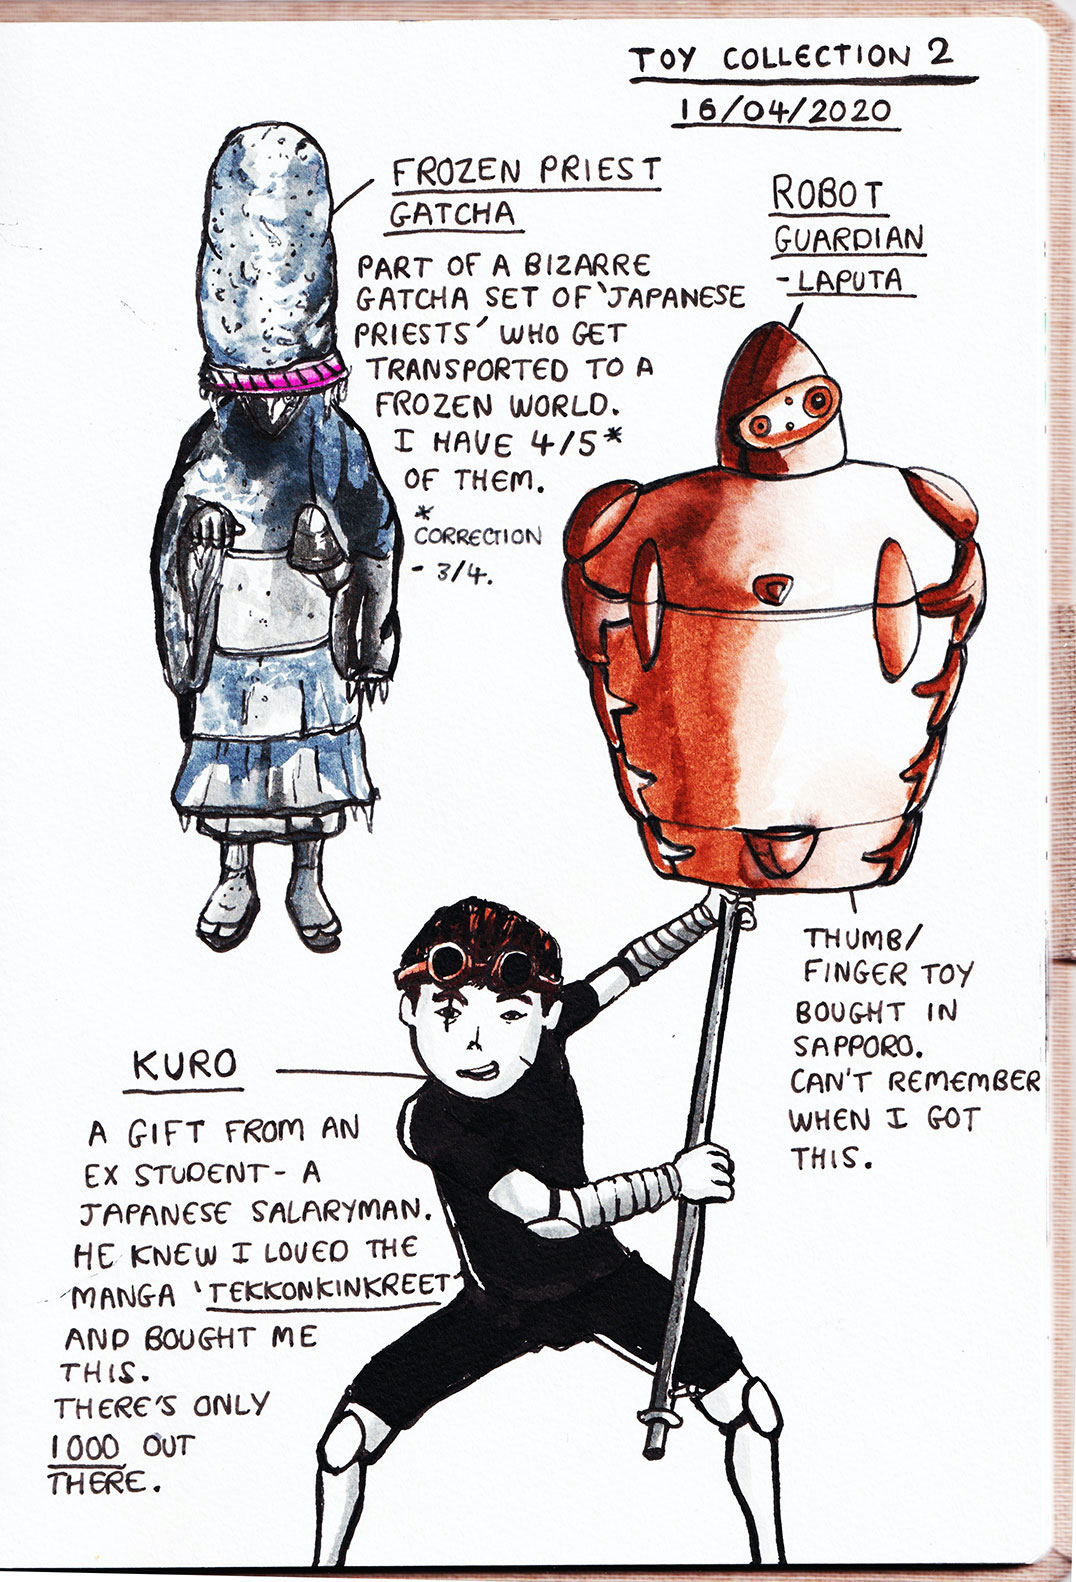 TOY COLLECTION 2
16/04/2020
FROZEN PRIEST
GATCHA
PART OF A BIZARRE
GATCHA SET OF 'JAPANESE
PRIESTS' WHO GET
TRANSPORTED TO A
FROZEN WORLD.
I HAVE 4/5*
OF THEM.
*
CORRECTION
- 3/4.
ROBOT
GUARDIAN
- LAPUTA
THUMB/
FINGER TOY
BOUGHT IN
SAPPORO.
CAN'T REMEMBER
WHEN I GOT
THIS.
KURO
A GIFT FROM AN
EX STUDENT - A
JAPANESE SALARYMAN.
HE KNEW I LOVED THE
MANGA 'TEKKONKINKREET'
AND BOUGHT ME
THIS.
THERE'S ONLY
1000 OUT
THERE.